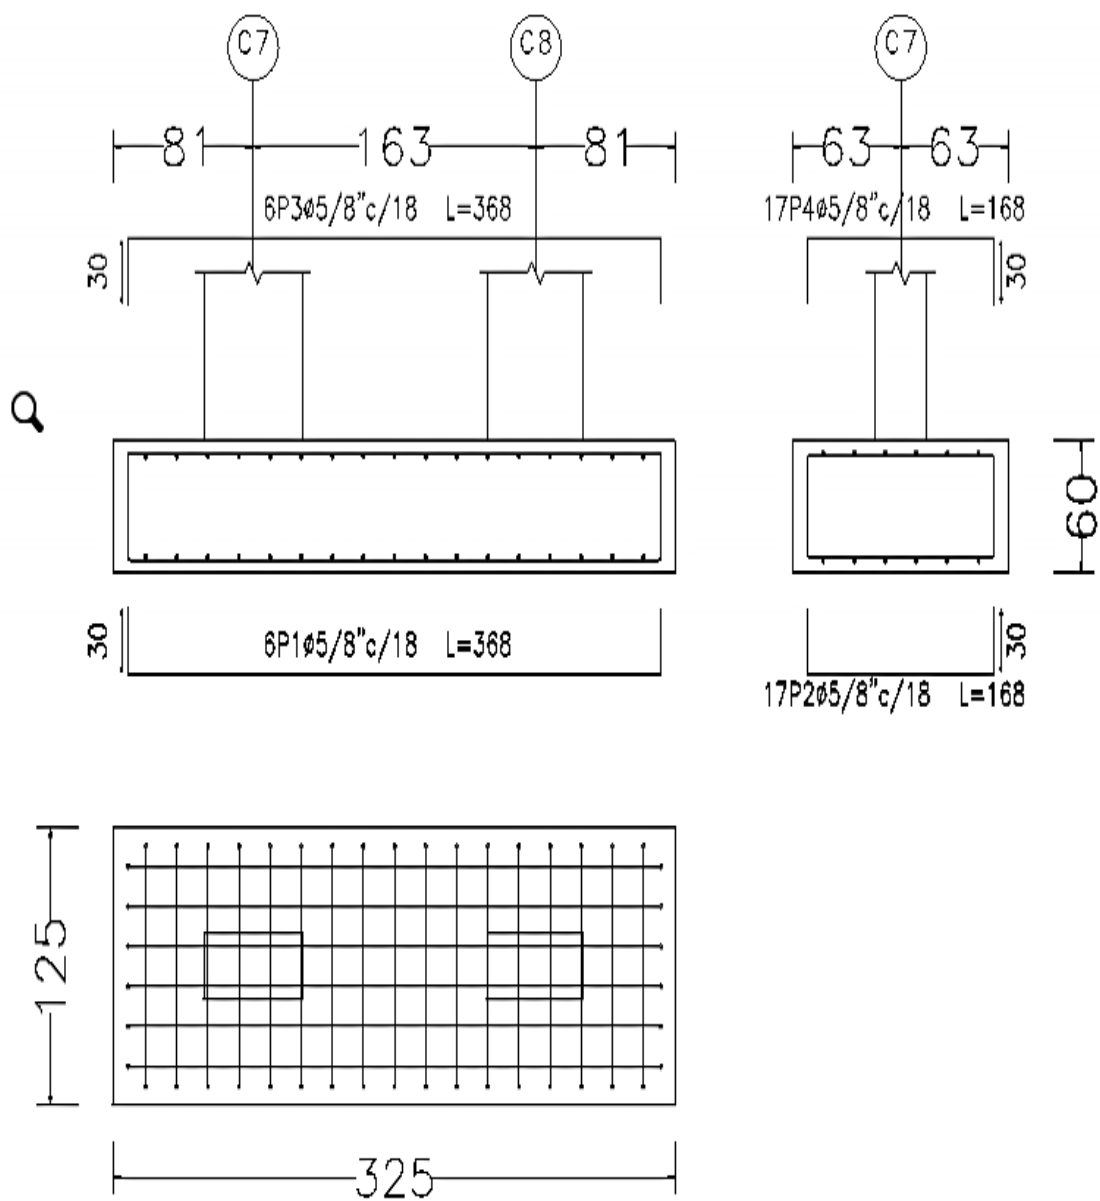 C7 C8 C7
81 163 81 63 63
6P3ø5/8"c/18 L=368 17P4ø5/8"c/18 L=168
30 30
60
30 6P1ø5/8"c/18 L=368 30
17P2ø5/8"c/18 L=168
125
325